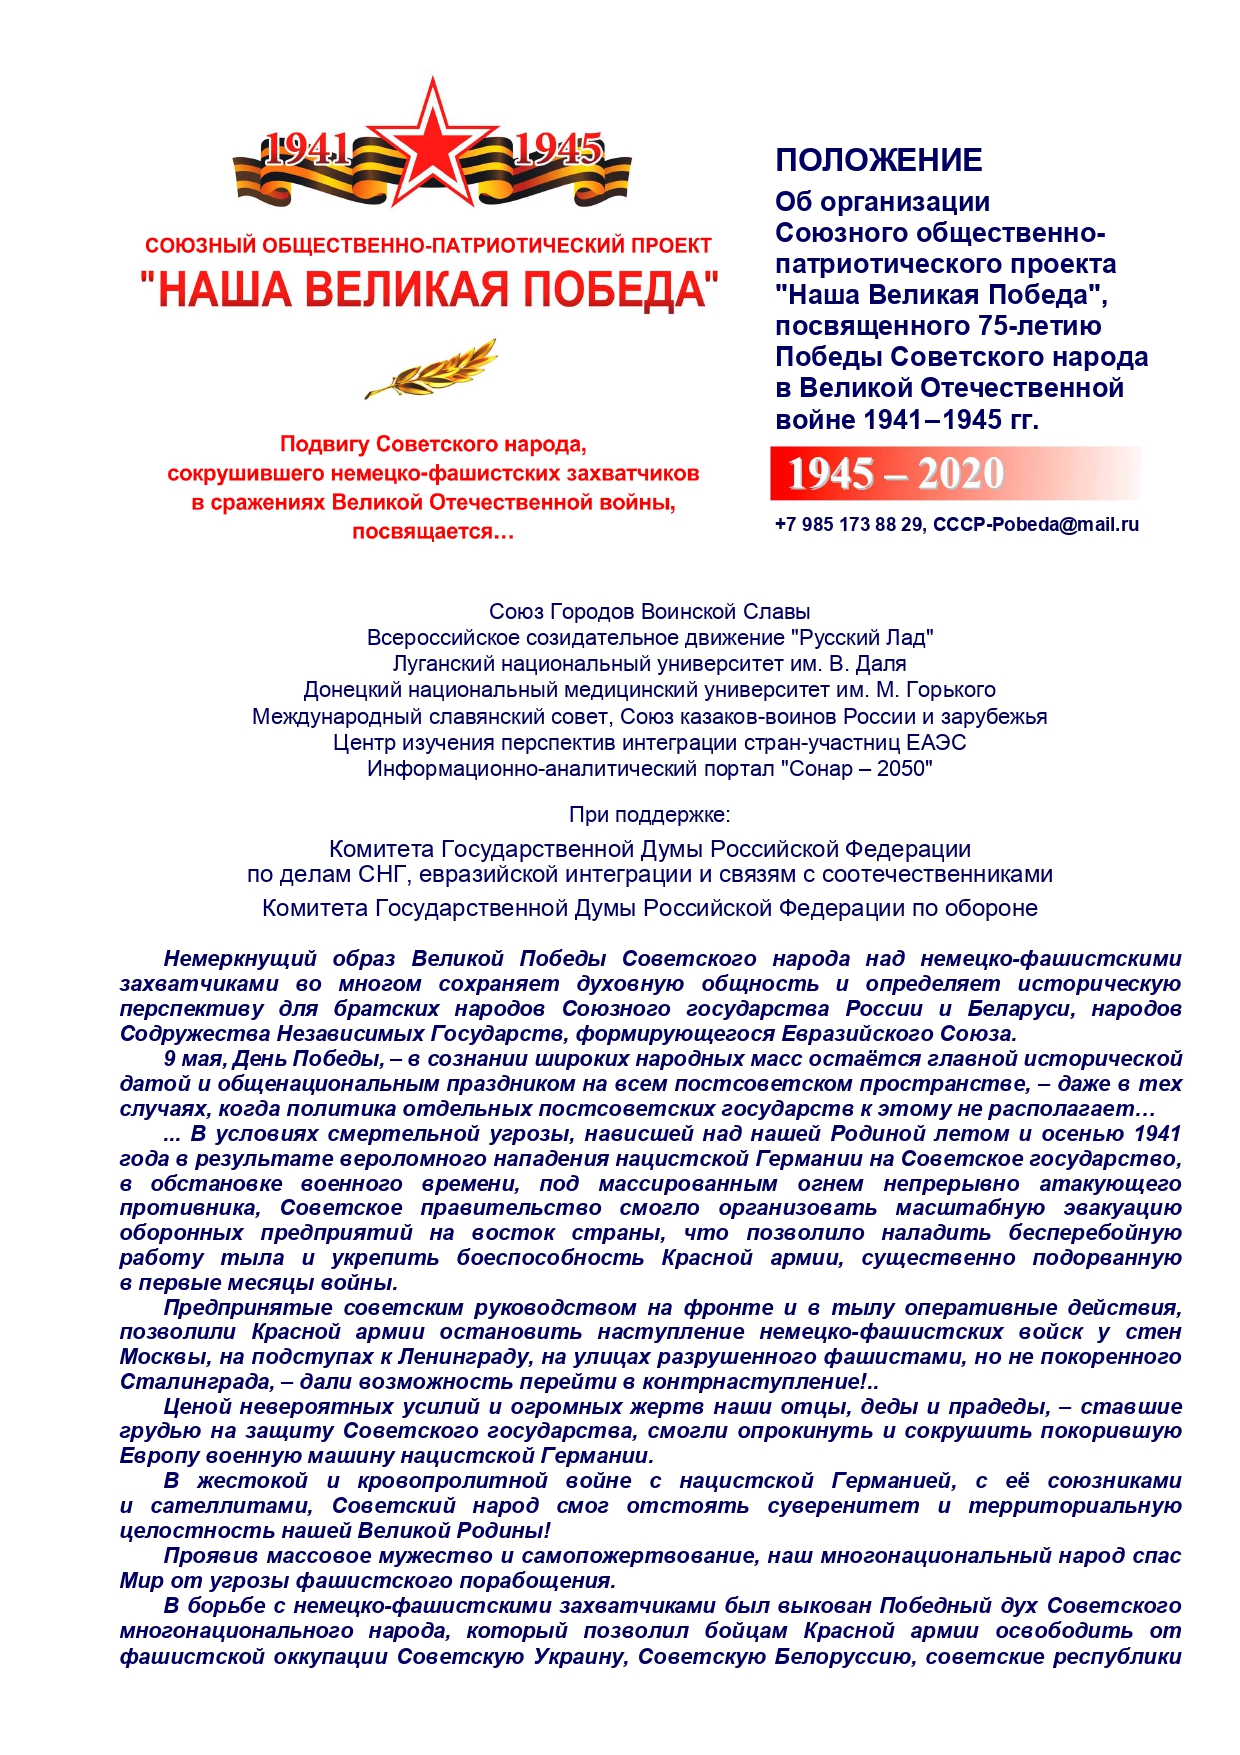 1941 1945
СОЮЗНЫЙ ОБЩЕСТВЕННО-ПАТРИОТИЧЕСКИЙ ПРОЕКТ
"НАША ВЕЛИКАЯ ПОБЕДА"
Подвигу Советского народа,
сокрушившего немецко-фашистских захватчиков
в сражениях Великой Отечественной войны,
посвящается…
ПОЛОЖЕНИЕ
Об организации
Союзного общественно-
патриотического проекта
"Наша Великая Победа",
посвященного 75-летию
Победы Советского народа
в Великой Отечественной
войне 1941–1945 гг.
1945 – 2020
+7 985 173 88 29, CCCP-Pobeda@mail.ru
Союз Городов Воинской Славы
Всероссийское созидательное движение "Русский Лад"
Луганский национальный университет им. В. Даля
Донецкий национальный медицинский университет им. М. Горького
Международный славянский совет, Союз казаков-воинов России и зарубежья
Центр изучения перспектив интеграции стран-участниц ЕАЭС
Информационно-аналитический портал "Сонар – 2050"
При поддержке:
Комитета Государственной Думы Российской Федерации
по делам СНГ, евразийской интеграции и связям с соотечественниками
Комитета Государственной Думы Российской Федерации по обороне
Немеркнущий образ Великой Победы Советского народа над немецко-фашистскими
захватчиками во многом сохраняет духовную общность и определяет историческую
перспективу для братских народов Союзного государства России и Беларуси, народов
Содружества Независимых Государств, формирующегося Евразийского Союза.
9 мая, День Победы, – в сознании широких народных масс остаётся главной исторической
датой и общенациональным праздником на всем постсоветском пространстве, – даже в тех
случаях, когда политика отдельных постсоветских государств к этому не располагает…
... В условиях смертельной угрозы, нависшей над нашей Родиной летом и осенью 1941
года в результате вероломного нападения нацистской Германии на Советское государство,
в обстановке военного времени, под массированным огнем непрерывно атакующего
противника, Советское правительство смогло организовать масштабную эвакуацию
оборонных предприятий на восток страны, что позволило наладить бесперебойную
работу тыла и укрепить боеспособность Красной армии, существенно подорванную
в первые месяцы войны.
Предпринятые советским руководством на фронте и в тылу оперативные действия,
позволили Красной армии остановить наступление немецко-фашистских войск у стен
Москвы, на подступах к Ленинграду, на улицах разрушенного фашистами, но не покоренного
Сталинграда, – дали возможность перейти в контрнаступление!..
Ценой невероятных усилий и огромных жертв наши отцы, деды и прадеды, – ставшие
грудью на защиту Советского государства, смогли опрокинуть и сокрушить покорившую
Европу военную машину нацистской Германии.
В жестокой и кровопролитной войне с нацистской Германией, с её союзниками
и сателлитами, Советский народ смог отстоять суверенитет и территориальную
целостность нашей Великой Родины!
Проявив массовое мужество и самопожертвование, наш многонациональный народ спас
Мир от угрозы фашистского порабощения.
В борьбе с немецко-фашистскими захватчиками был выкован Победный дух Советского
многонационального народа, который позволил бойцам Красной армии освободить от
фашистской оккупации Советскую Украину, Советскую Белоруссию, советские республики